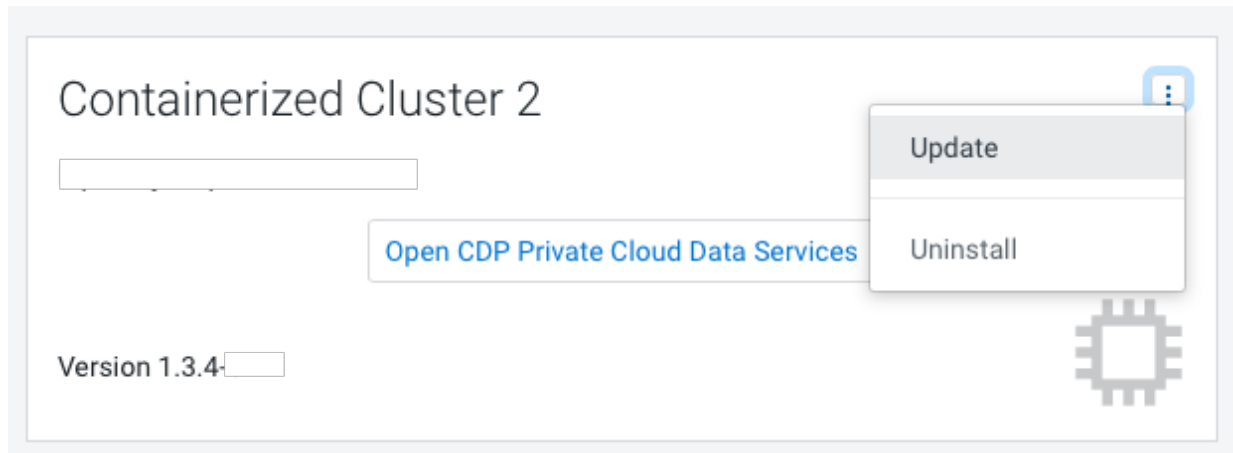 Containerized Cluster 2
Update
Open CDP Private Cloud Data Services
Uninstall
Version 1.3.4-